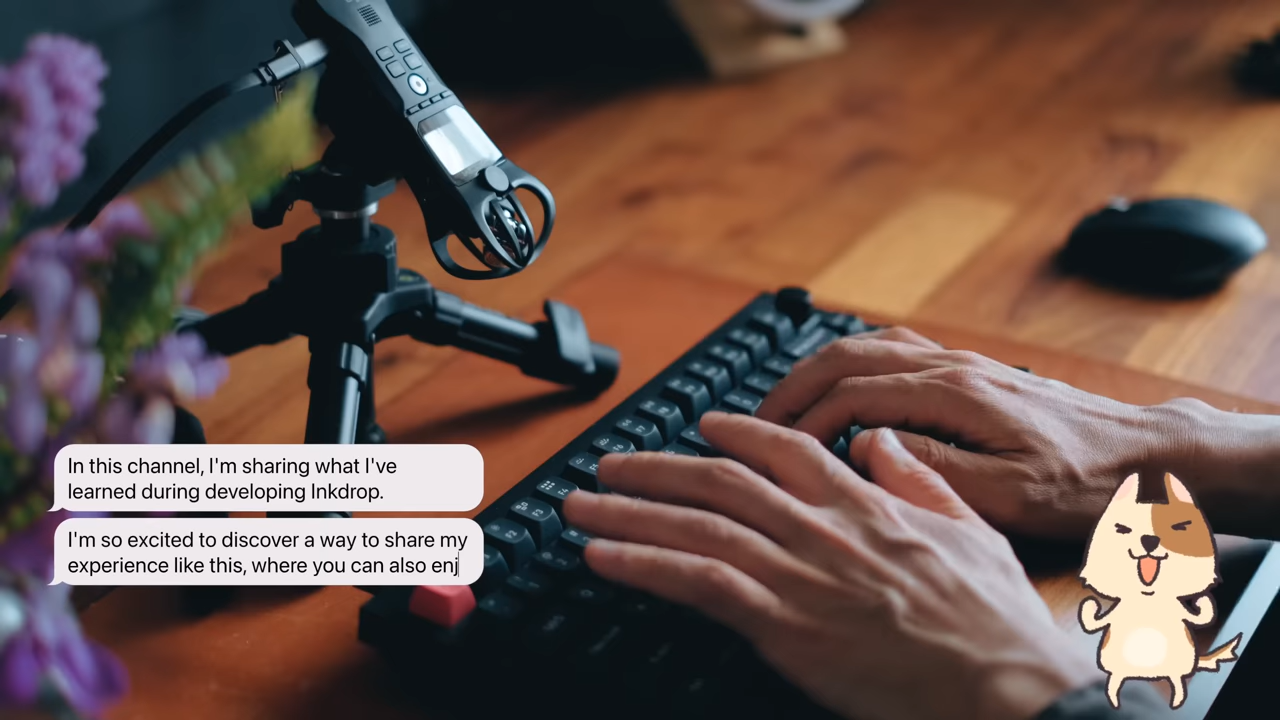 In this channel, I'm sharing what I've
learned during developing Inkdrop.
I'm so excited to discover a way to share my
experience like this, where you can also enj